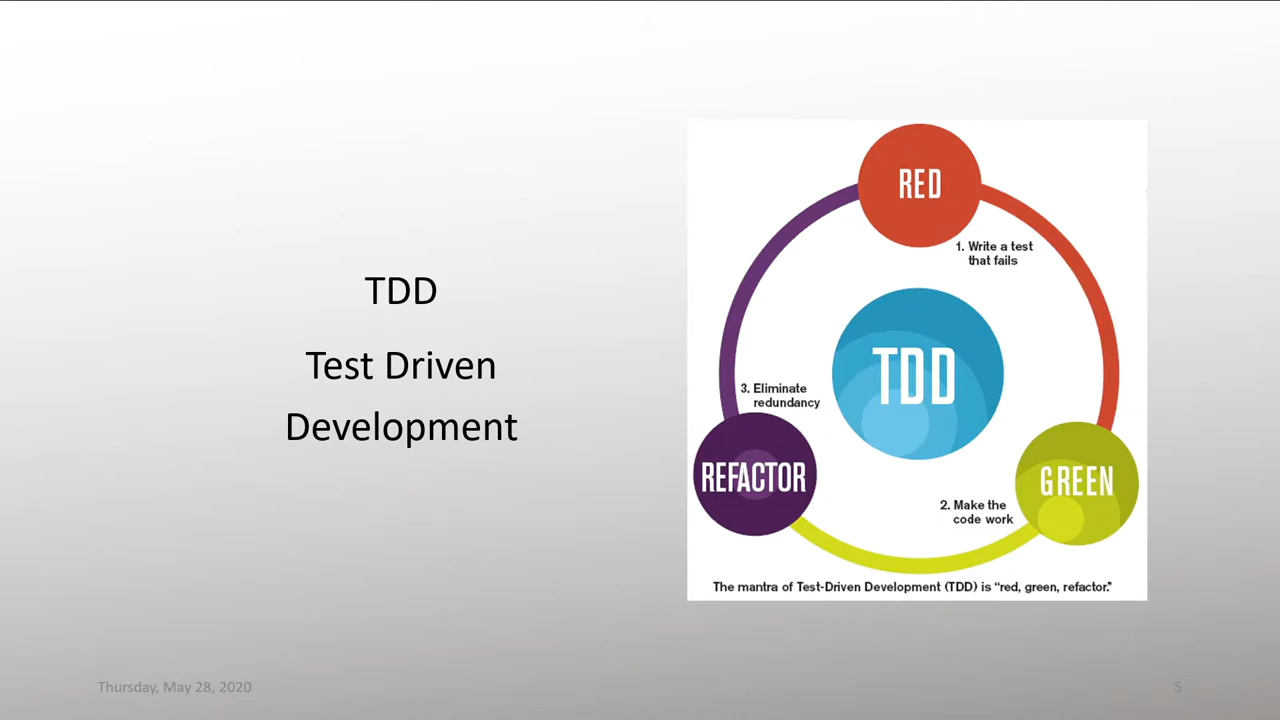 TDD
Test Driven
Development
RED
1. Write a test
that fails
TDD
3. Eliminate
redundancy
REFACTOR
GREEN
2. Make the
code work
The mantra of Test-Driven Development (TDD) is “red, green, refactor.”
Thursday, May 28, 2020
5